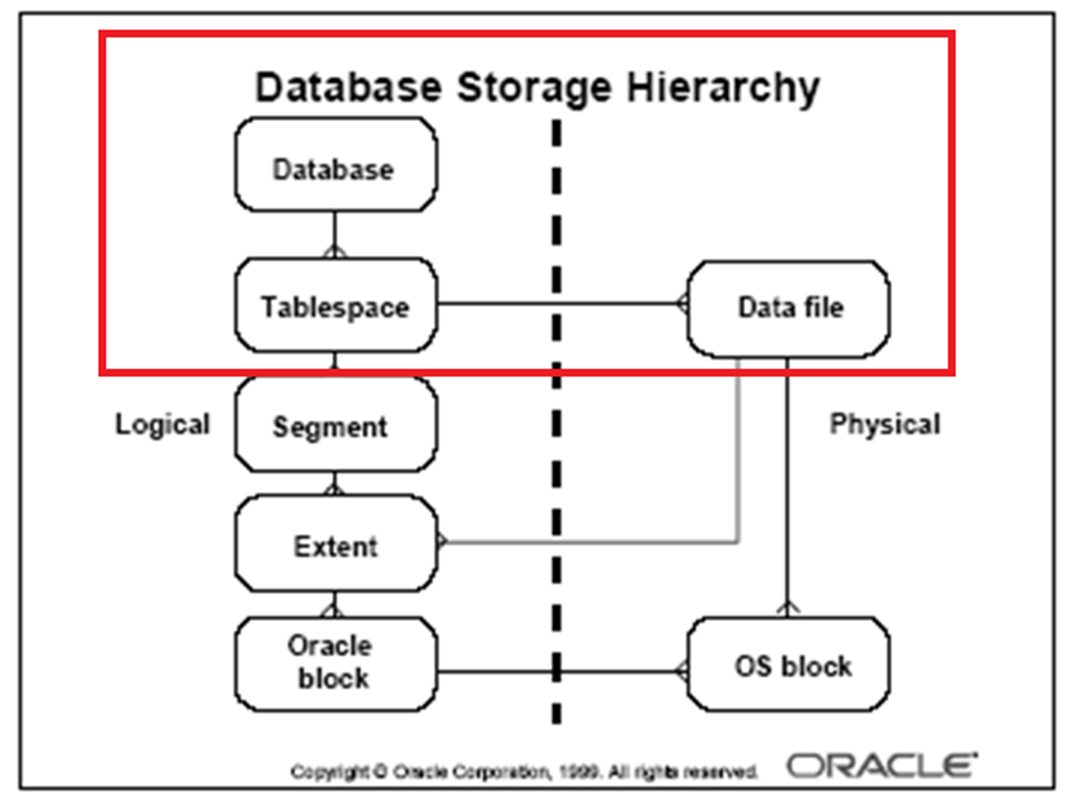 Database Storage Hierarchy
Database
Tablespace
Data file
Logical
Segment
Physical
Extent
Oracle
block
OS block
Copyright © Oracle Corporation, 1999. All rights reserved.
ORACLE